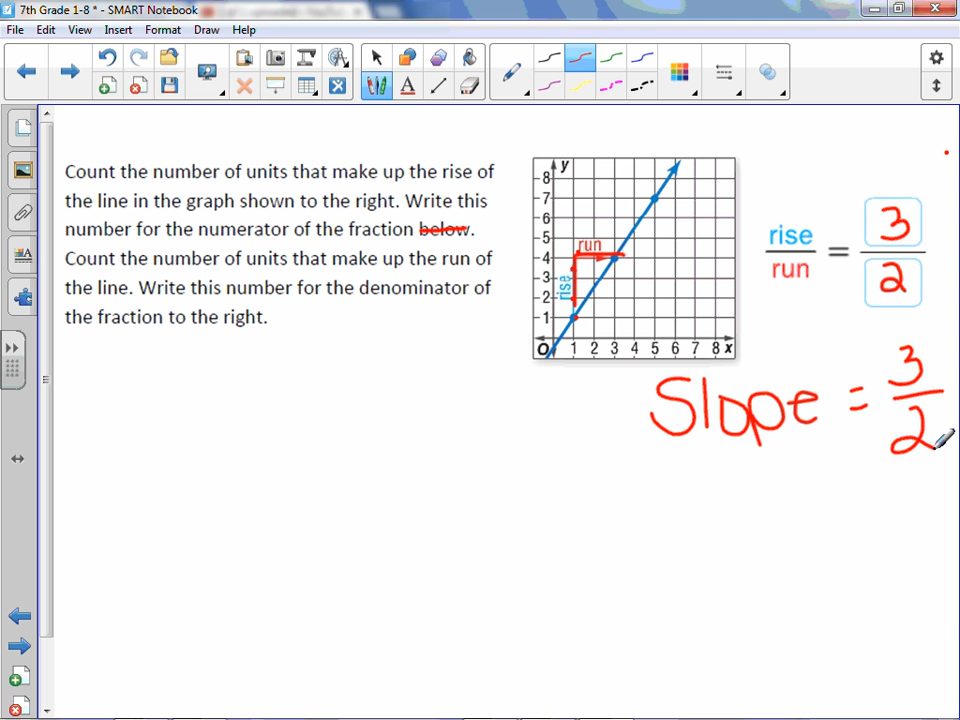 7th Grade 1-8 * - SMART Notebook
File Edit View Insert Format Draw Help
Count the number of units that make up the rise of
the line in the graph shown to the right. Write this
number for the numerator of the fraction below.
Count the number of units that make up the run of
the line. Write this number for the denominator of
the fraction to the right.
y
8
7
6
5
4
3
2
1
O 1 2 3 4 5 6 7 8 x
run
rise
rise
run
=
3
2
Slope = 3
2